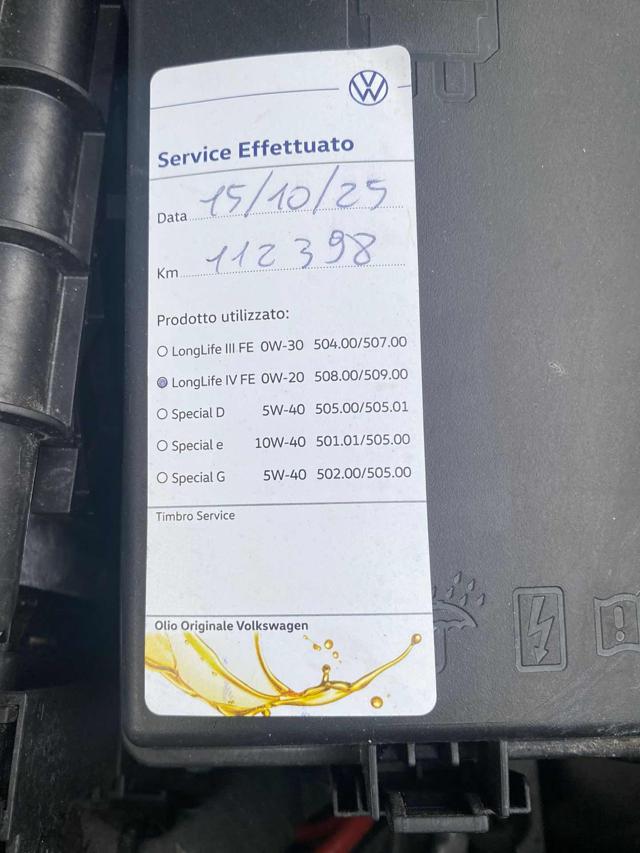 Service Effettuato
Data 15/10/25
Km 112 398
Prodotto utilizzato:
LongLife III FE 0W-30 504.00/507.00
LongLife IV FE 0W-20 508.00/509.00
Special D 5W-40 505.00/505.01
Special e 10W-40 501.01/505.00
Special G 5W-40 502.00/505.00
Timbro Service
Olio Originale Volkswagen